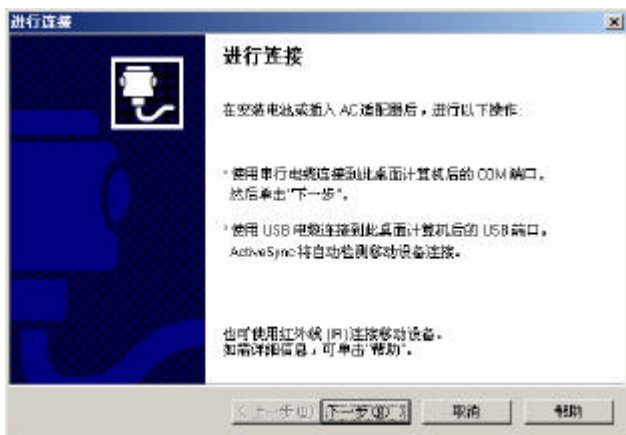 进行连接
进行连接
在安装电池或插入 AC 适配器后，进行以下操作:
* 使用串行电缆连接到此桌面计算机后的 COM 端口。
然后单击"下一步"。
* 使用 USB 电缆连接到此桌面计算机后的 USB 端口。
ActiveSync 将自动检测移动设备连接。
也可使用红外线 (IR)连接移动设备。
如需详细信息，可单击"帮助"。
< 上一步(U) 下一步(N) > 取消 帮助